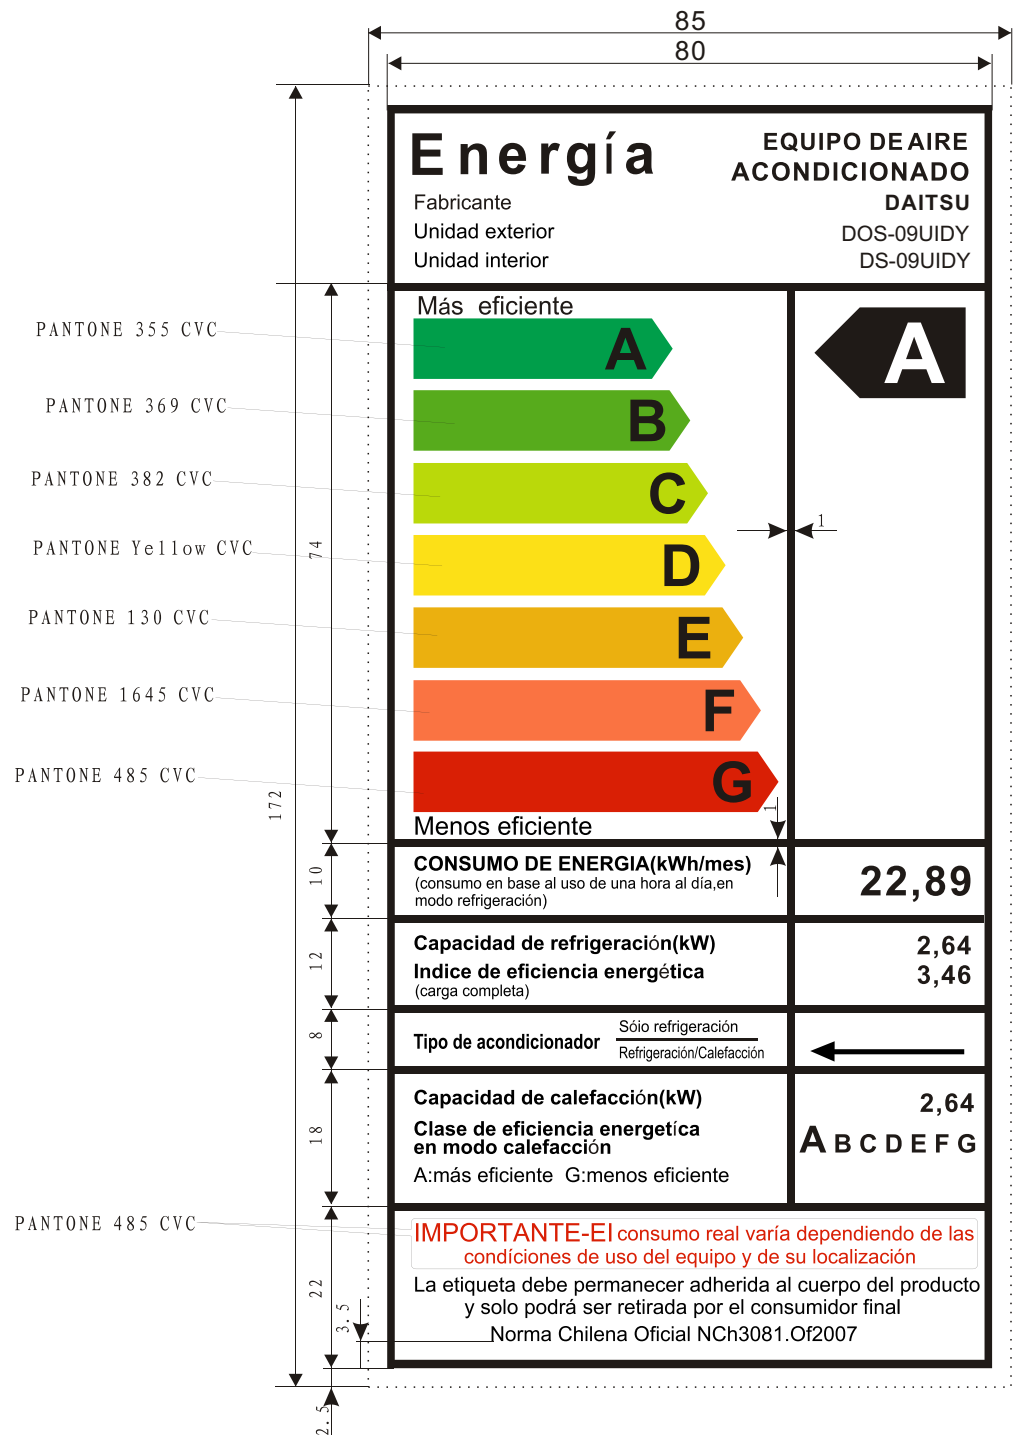 85
80
Energía
EQUIPO DE AIRE
ACONDICIONADO
Fabricante DAITSU
Unidad exterior DOS-09UIDY
Unidad interior DS-09UIDY
Más eficiente
PANTONE 355 CVC
A
A
PANTONE 369 CVC
B
PANTONE 382 CVC
C
1
PANTONE Yellow CVC
74
D
PANTONE 130 CVC
E
PANTONE 1645 CVC
F
PANTONE 485 CVC
G
172
1
Menos eficiente
10
CONSUMO DE ENERGIA(kWh/mes)
(consumo en base al uso de una hora al día,en
modo refrigeración)
22,89
12
Capacidad de refrigeración(kW) 2,64
Indice de eficiencia energética 3,46
(carga completa)
8
Tipo de acondicionador
Sóio refrigeración
Refrigeración/Calefacción
18
Capacidad de calefacción(kW) 2,64
Clase de eficiencia energetíca
en modo calefacción
A B C D E F G
A:más eficiente G:menos eficiente
PANTONE 485 CVC
22
IMPORTANTE-EI consumo real varía dependiendo de las
condíciones de uso del equipo y de su localización
La etiqueta debe permanecer adherida al cuerpo del producto
y solo podrá ser retirada por el consumidor final
3.5
Norma Chilena Oficial NCh3081.Of2007
2.5